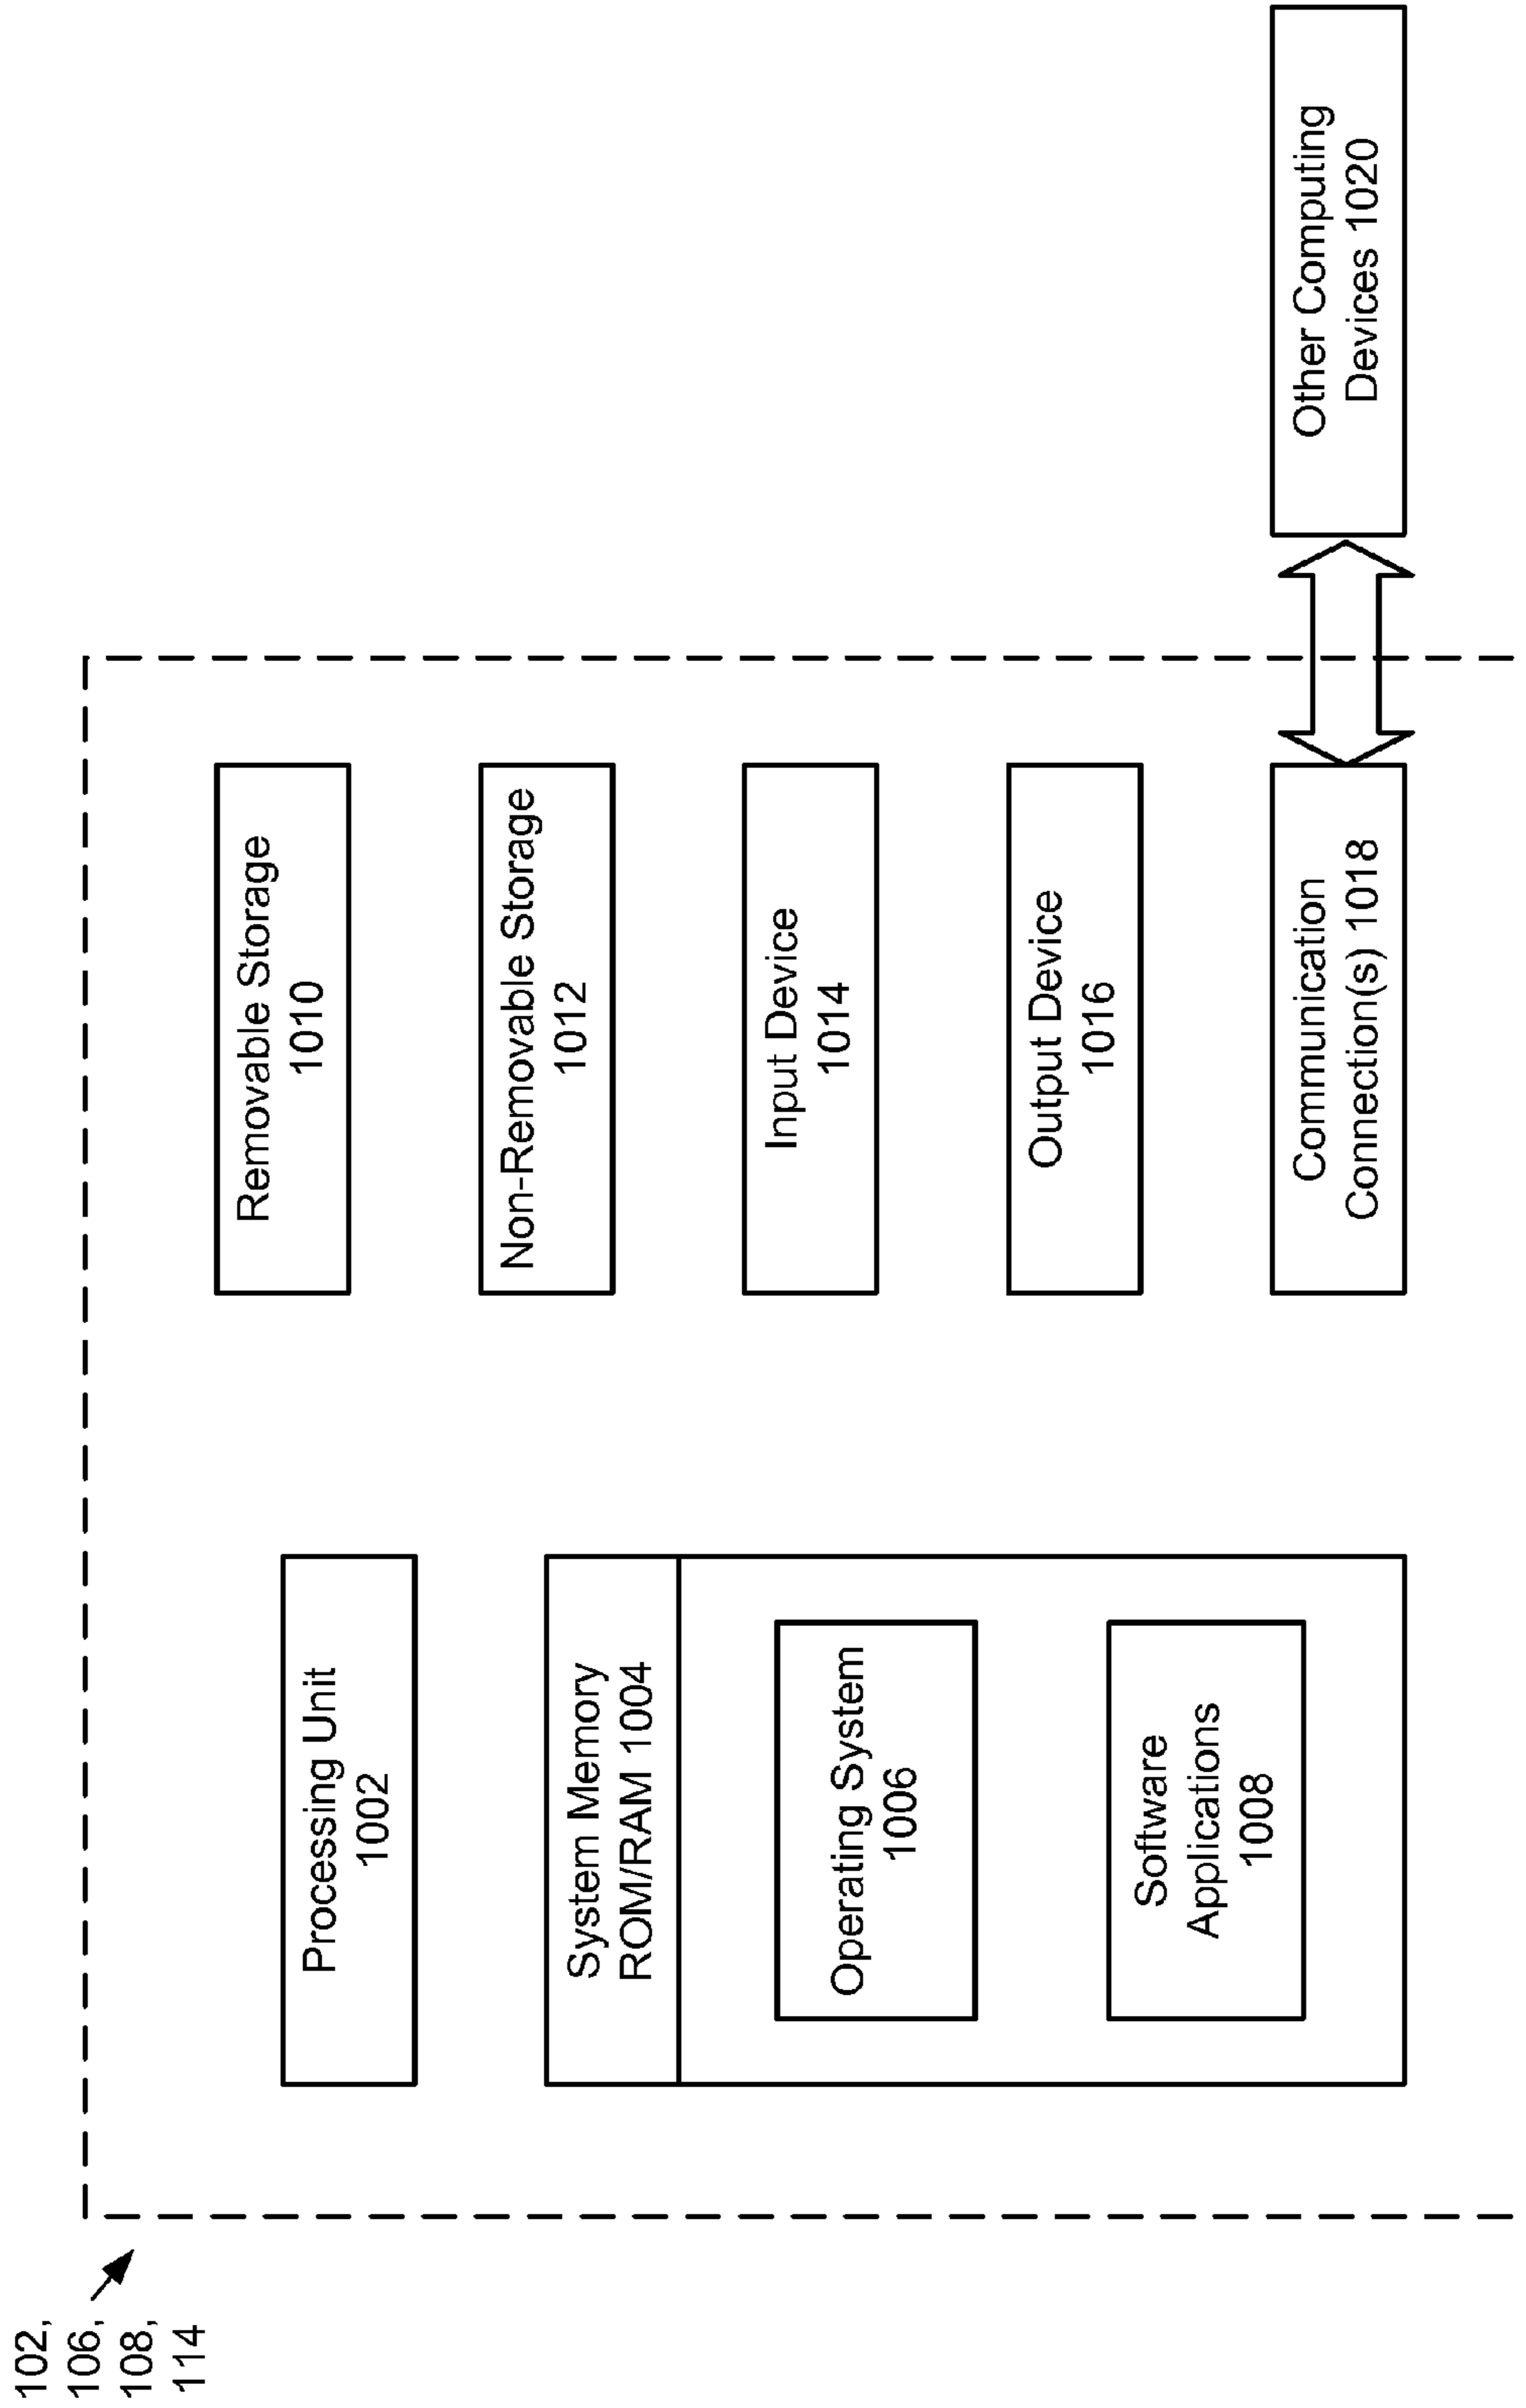 102,
106,
108,
114
Processing Unit
1002
System Memory
ROM/RAM 1004
Operating System
1006
Software
Applications
1008
Removable Storage
1010
Non-Removable Storage
1012
Input Device
1014
Output Device
1016
Communication
Connection(s) 1018
Other Computing
Devices 1020